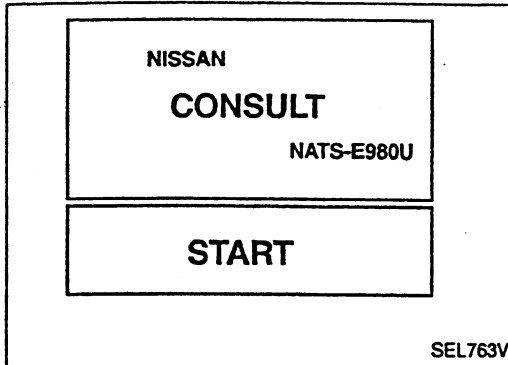 NISSAN
CONSULT
NATS-E980U
START
SEL763V